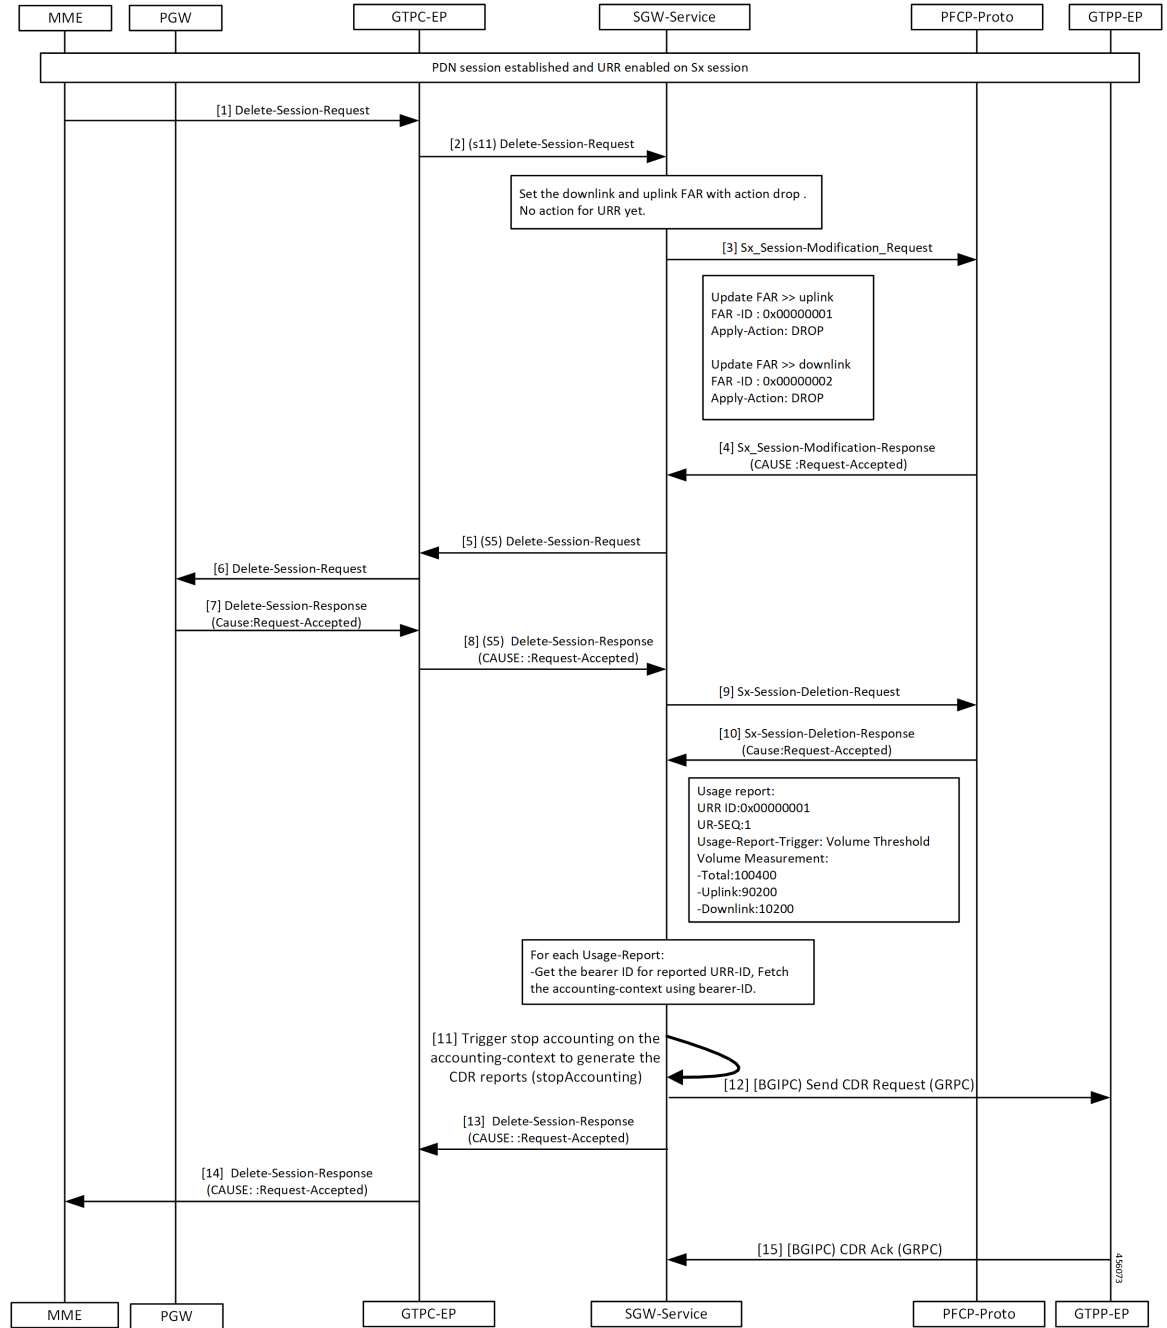 MME
PGW
GTPC-EP
SGW-Service
PFCP-Proto
GTPP-EP
PDN session established and URR enabled on Sx session
[1] Delete-Session-Request
[2] (s11) Delete-Session-Request
Set the downlink and uplink FAR with action drop .
No action for URR yet.
[3] Sx_Session-Modification_Request
Update FAR >> uplink
FAR -ID : 0x00000001
Apply-Action: DROP
Update FAR >> downlink
FAR -ID : 0x00000002
Apply-Action: DROP
[4] Sx_Session-Modification-Response
(CAUSE :Request-Accepted)
[5] (S5) Delete-Session-Request
[6] Delete-Session-Request
[7] Delete-Session-Response
(Cause:Request-Accepted)
[8] (S5)  Delete-Session-Response
(CAUSE: :Request-Accepted)
[9] Sx-Session-Deletion-Request
[10] Sx-Session-Deletion-Response
(Cause:Request-Accepted)
Usage report:
URR ID:0x00000001
UR-SEQ:1
Usage-Report-Trigger: Volume Threshold
Volume Measurement:
-Total:100400
-Uplink:90200
-Downlink:10200
For each Usage-Report:
-Get the bearer ID for reported URR-ID, Fetch
the accounting-context using bearer-ID.
[11] Trigger stop accounting on the
accounting-context to generate the
CDR reports (stopAccounting)
[12] [BGIPC) Send CDR Request (GRPC)
[13]  Delete-Session-Response
(CAUSE: :Request-Accepted)
[14]  Delete-Session-Response
(CAUSE: :Request-Accepted)
[15] [BGIPC) CDR Ack (GRPC)
456073
MME
PGW
GTPC-EP
SGW-Service
PFCP-Proto
GTPP-EP